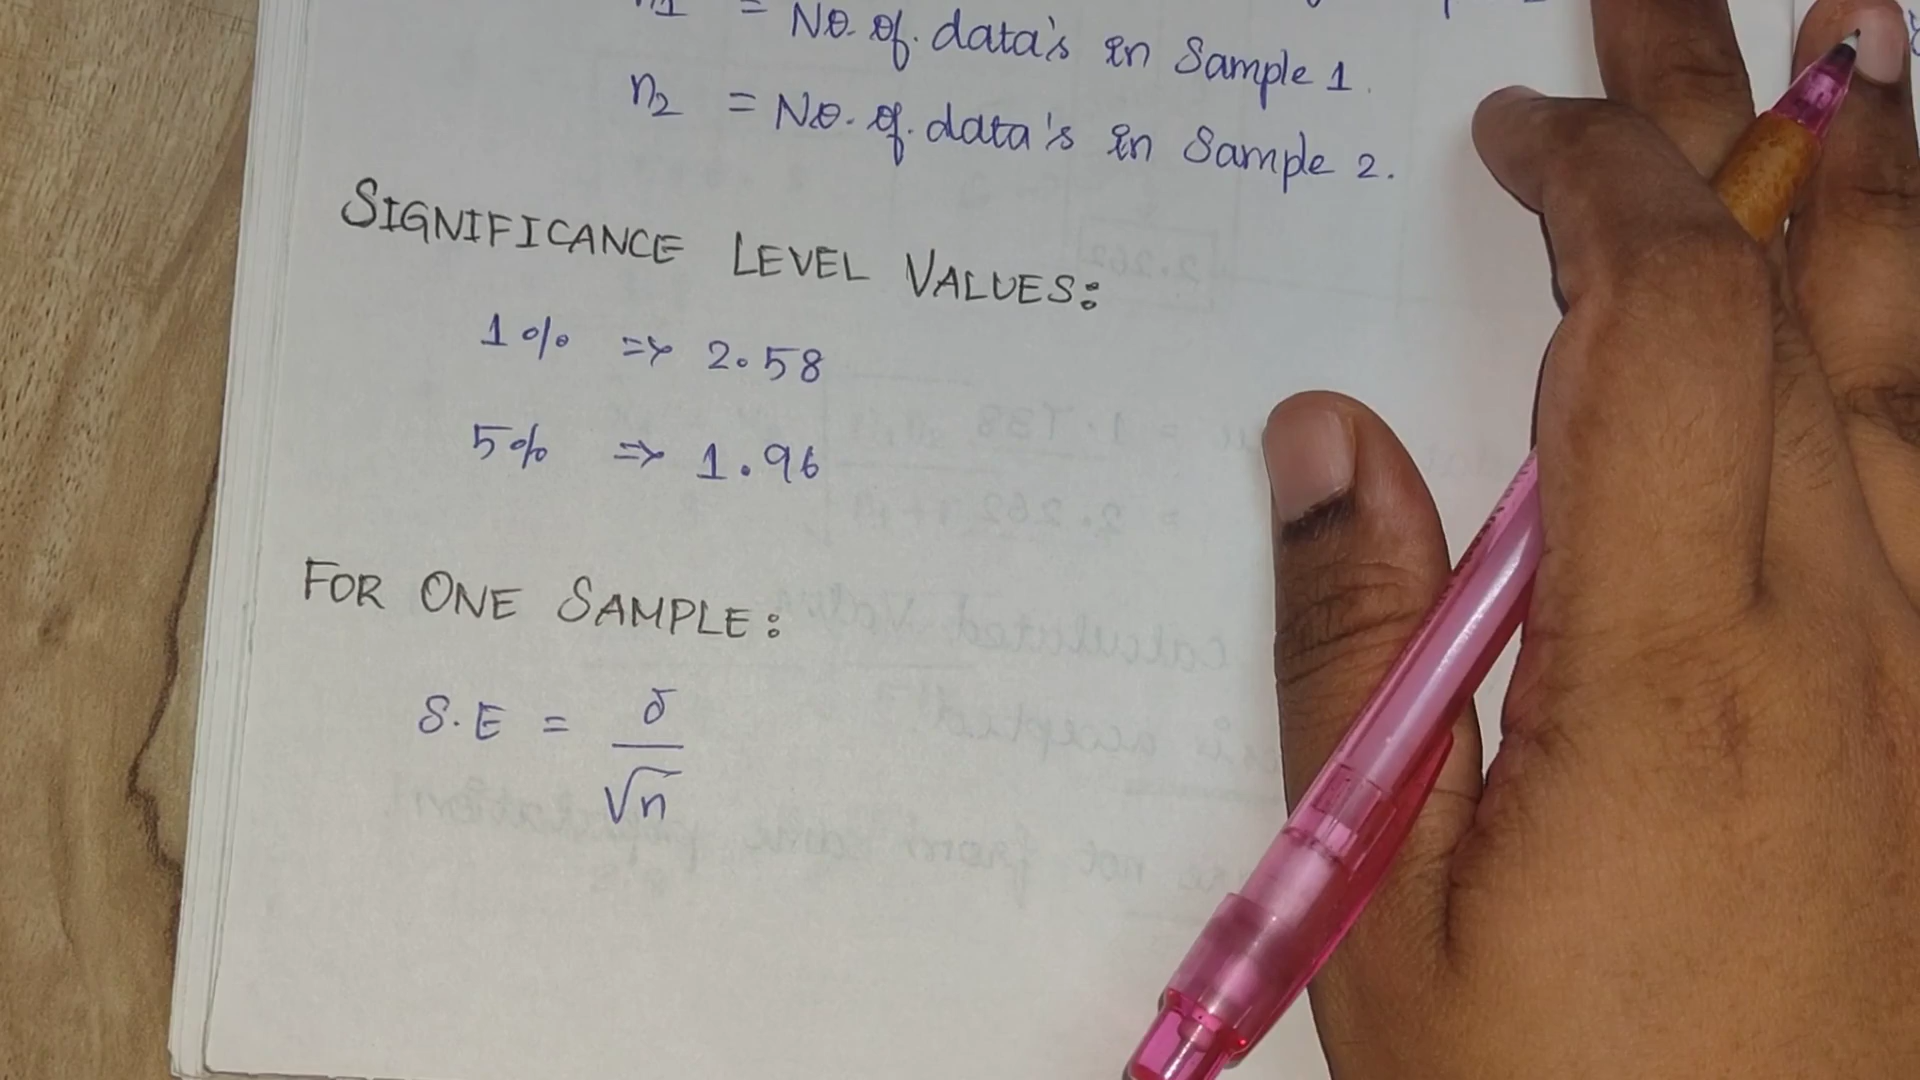 = No. of. data's in Sample 1.
n₂ = No. of. data's in Sample 2.
SIGNIFICANCE LEVEL VALUES:
1% => 2.58
5% => 1.96
FOR ONE SAMPLE:
S.E = σ / √n